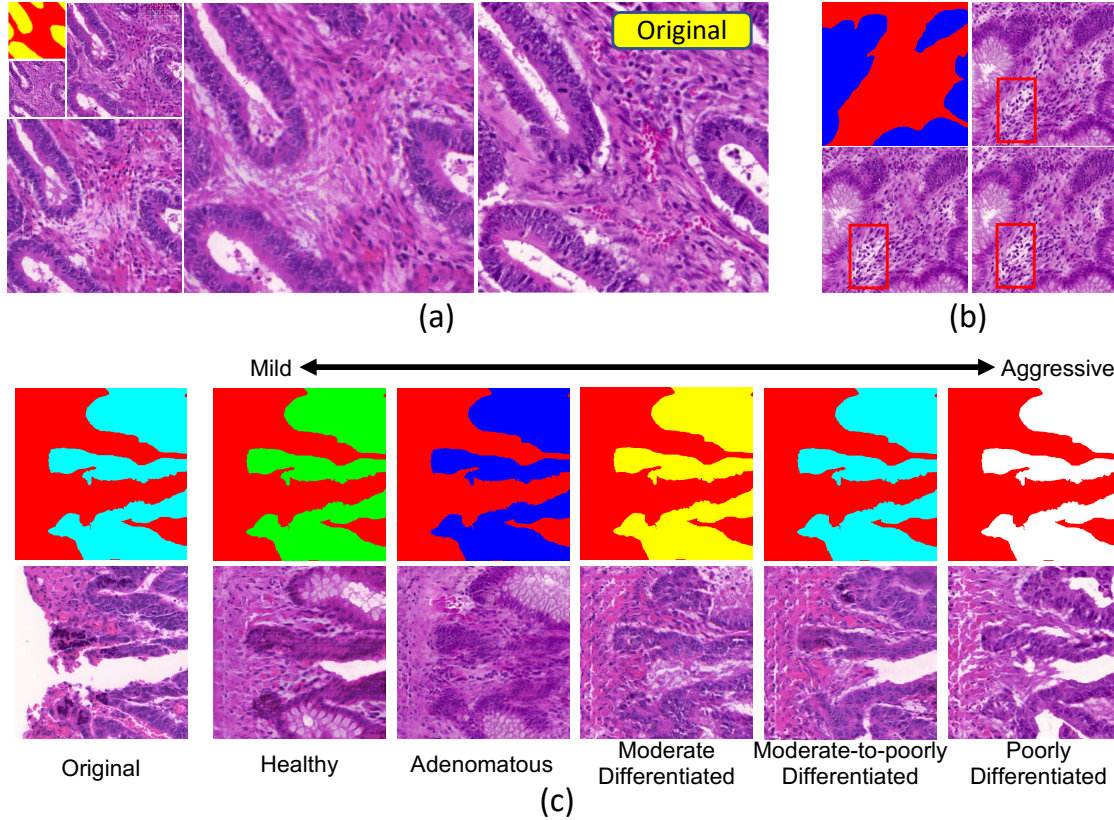 Original
(a)
(b)
Mild
Aggressive
Original
Healthy
Adenomatous
Moderate
Differentiated
Moderate-to-poorly
Differentiated
Poorly
Differentiated
(c)